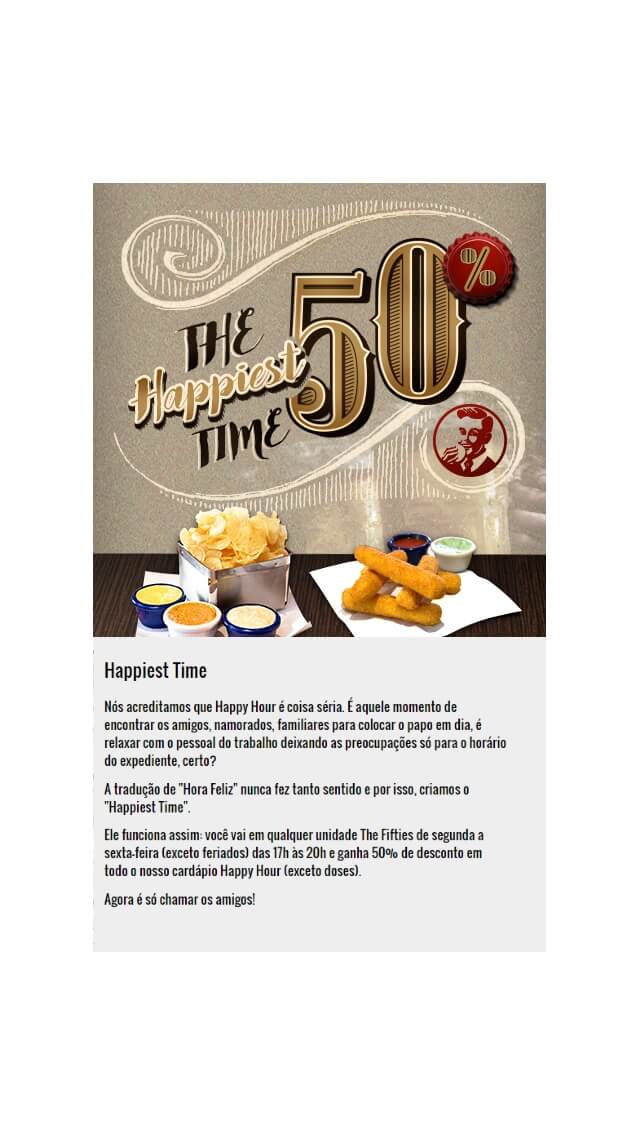 THE
Happiest
TIME
50%
Happiest Time
Nós acreditamos que Happy Hour é coisa séria. É aquele momento de
encontrar os amigos, namorados, familiares para colocar o papo em dia, é
relaxar com o pessoal do trabalho deixando as preocupações só para o horário
do expediente, certo?
A tradução de "Hora Feliz" nunca fez tanto sentido e por isso, criamos o
"Happiest Time".
Ele funciona assim: você vai em qualquer unidade The Fifties de segunda a
sexta-feira (exceto feriados) das 17h às 20h e ganha 50% de desconto em
todo o nosso cardápio Happy Hour (exceto doses).
Agora é só chamar os amigos!